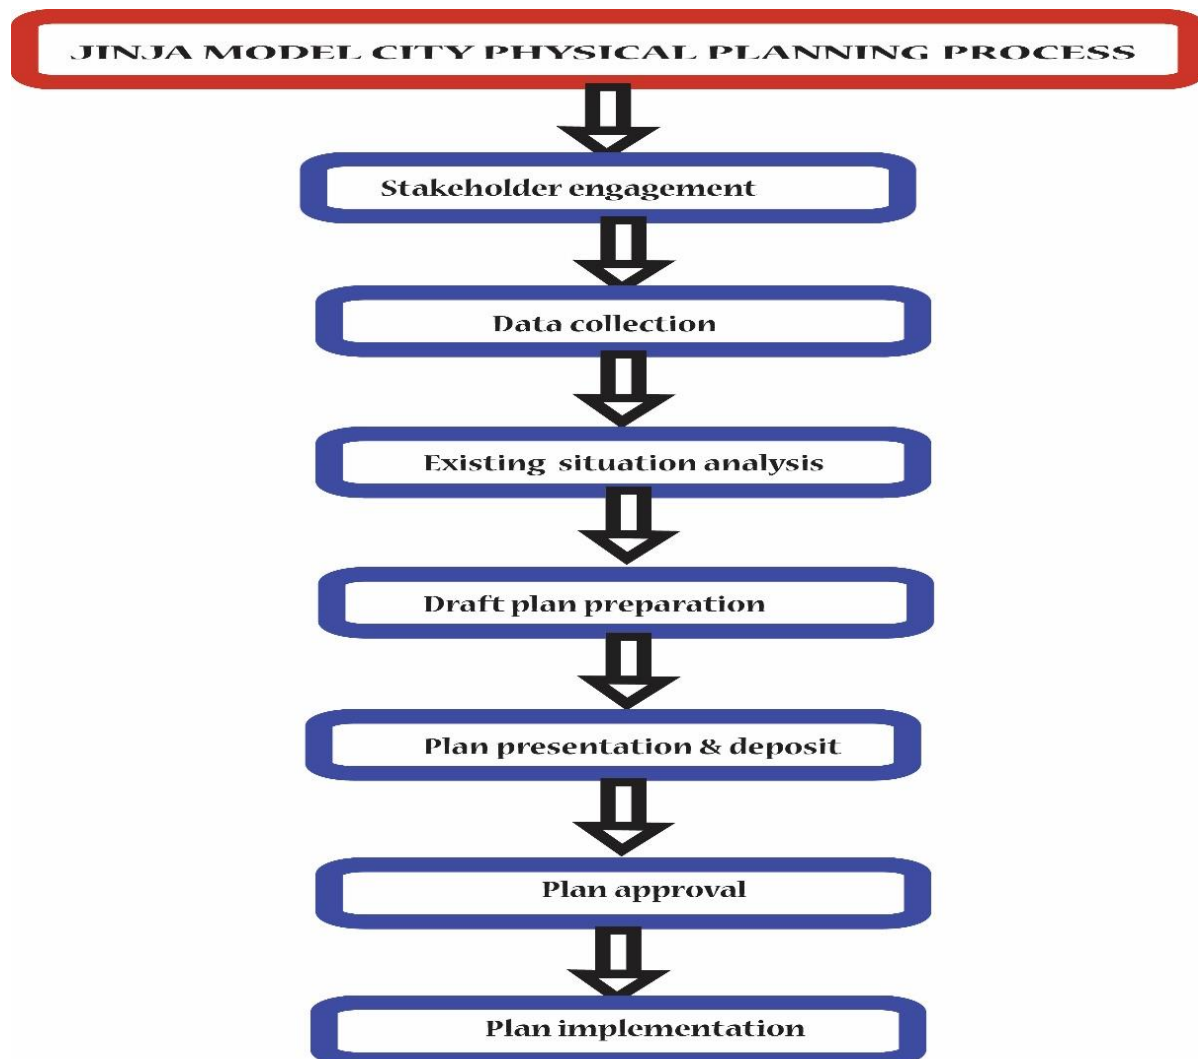 JINJA MODEL CITY PHYSICAL PLANNING PROCESS
Stakeholder engagement
Data collection
Existing situation analysis
Draft plan preparation
Plan presentation & deposit
Plan approval
Plan implementation